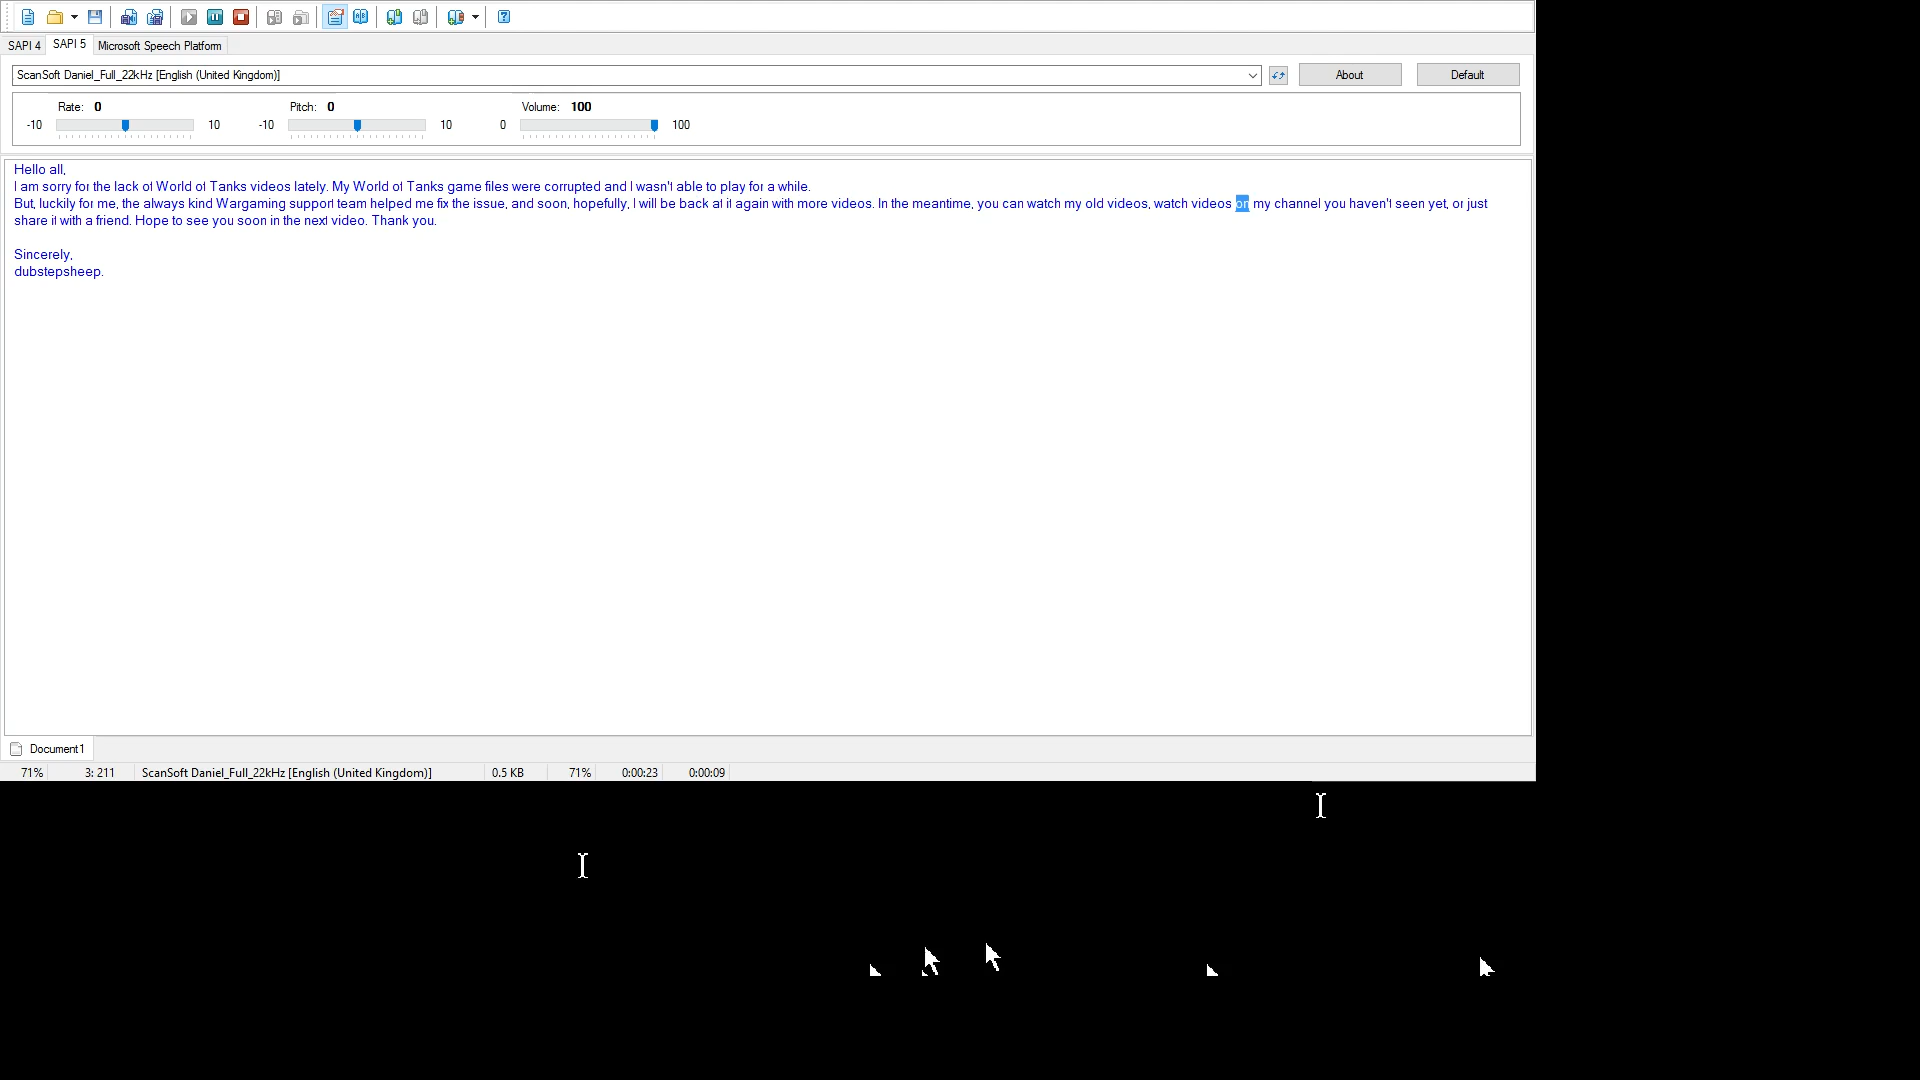 SAPI 4 SAPI 5 Microsoft Speech Platform
ScanSoft Daniel_Full_22kHz [English (United Kingdom)] About Default
Rate: 0 Pitch: 0 Volume: 100
-10 10 -10 10 0 100
Hello all,
I am sorry for the lack of World of Tanks videos lately. My World of Tanks game files were corrupted and I wasn't able to play for a while.
But, luckily for me, the always kind Wargaming support team helped me fix the issue, and soon, hopefully, I will be back at it again with more videos. In the meantime, you can watch my old videos, watch videos on my channel you haven't seen yet, or just
share it with a friend. Hope to see you soon in the next video. Thank you.
Sincerely,
dubstepsheep.
Document1
71% 3: 211 ScanSoft Daniel_Full_22kHz [English (United Kingdom)] 0.5 KB 71% 0:00:23 0:00:09